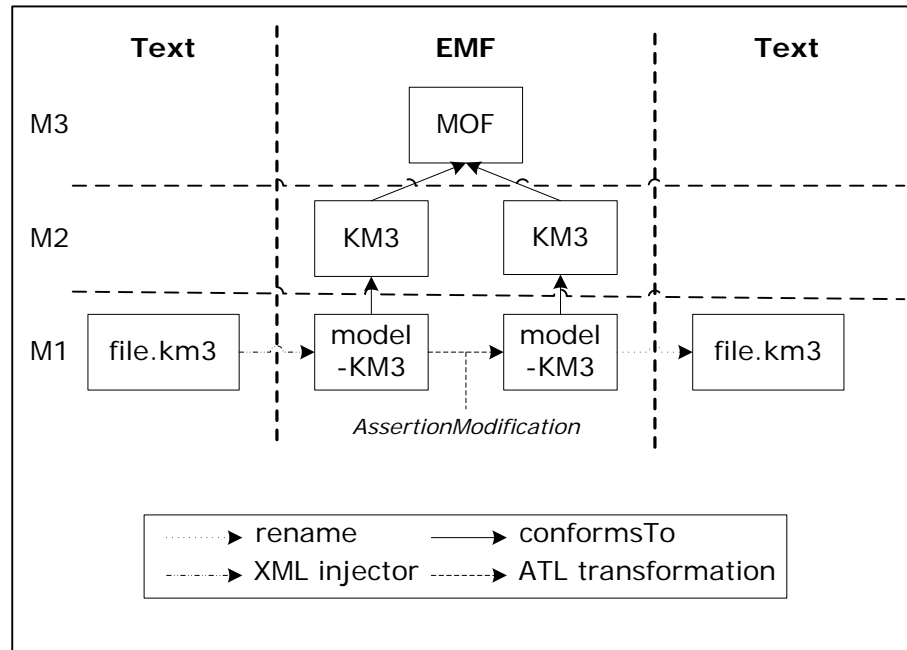 Text EMF Text
M3
MOF
M2
KM3 KM3
M1
file.km3
model
-KM3
model
-KM3
file.km3
AssertionModification
rename conformsTo
XML injector ATL transformation